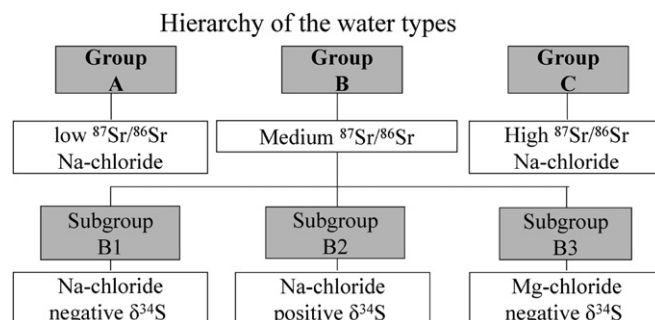 Hierarchy of the water types
Group
A
Group
B
Group
C
low ⁸⁷Sr/⁸⁶Sr
Na-chloride
Medium ⁸⁷Sr/⁸⁶Sr
High ⁸⁷Sr/⁸⁶Sr
Na-chloride
Subgroup
B1
Subgroup
B2
Subgroup
B3
Na-chloride
negative δ³⁴S
Na-chloride
positive δ³⁴S
Mg-chloride
negative δ³⁴S